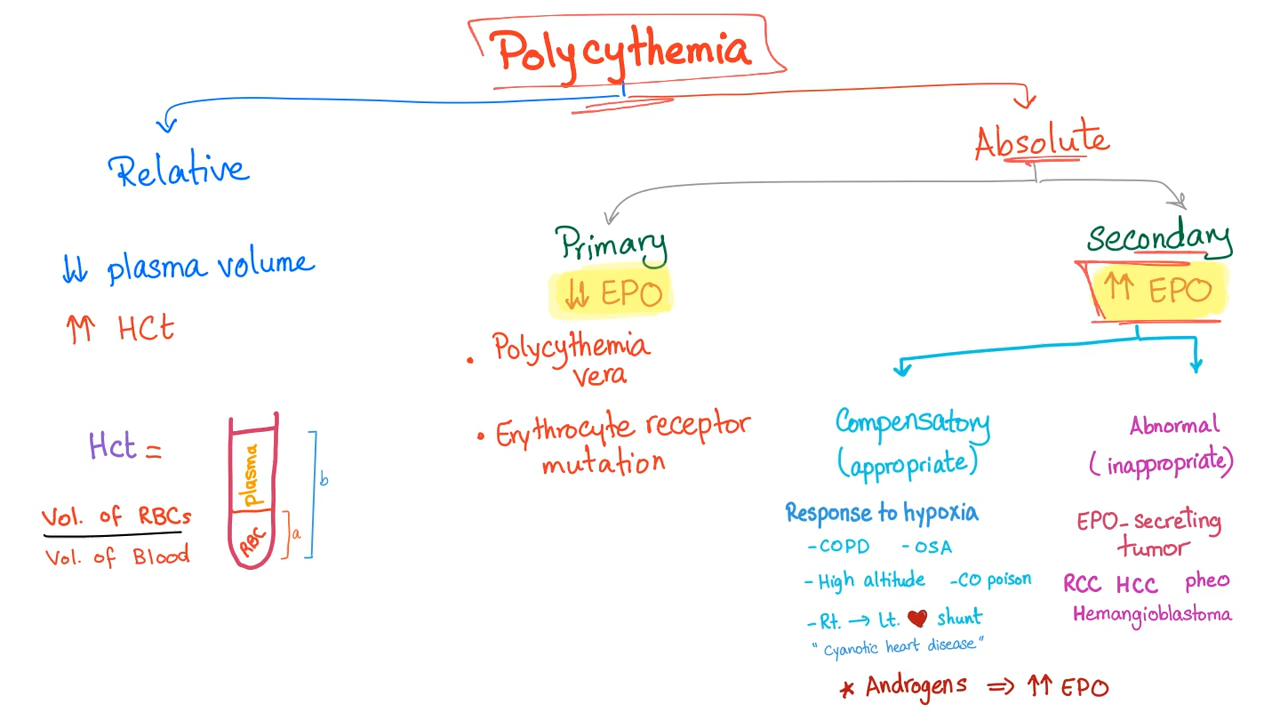 Polycythemia
Relative
↓↓ plasma volume
↑↑ HCt
Hct =
Vol. of RBCs
Vol. of Blood
plasma
RBC
a
b
Absolute
Primary
↓↓ EPO
• Polycythemia
vera
• Erythrocyte receptor
mutation
Secondary
↑↑ EPO
Compensatory
(appropriate)
Response to hypoxia
- COPD - OSA
- High altitude - CO poison
- Rt. → Lt. ♥ shunt
"Cyanotic heart disease"
* Androgens ⇒ ↑↑ EPO
Abnormal
(inappropriate)
EPO-secreting
tumor
RCC HCC pheo
Hemangioblastoma